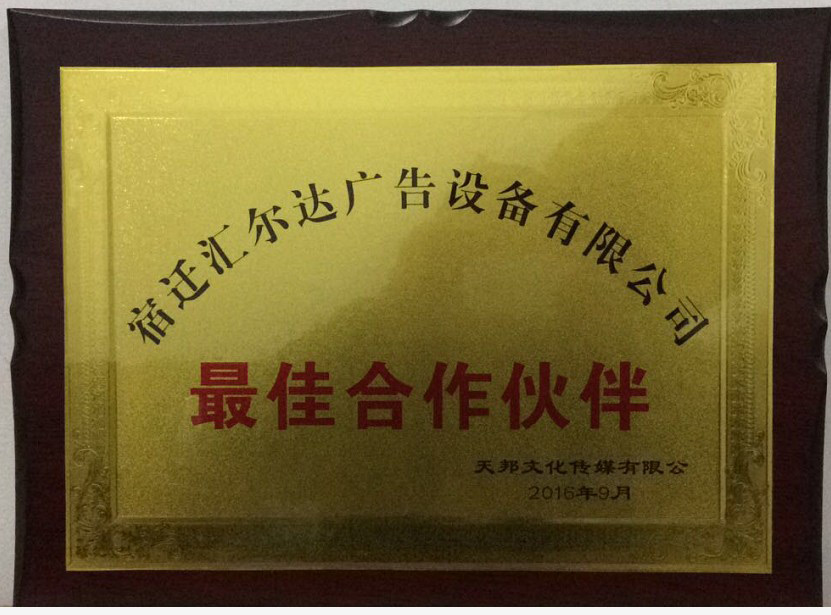 宿迁汇尔达广告设备有限公司
最佳合作伙伴
天邦文化传媒有限公
2016年9月